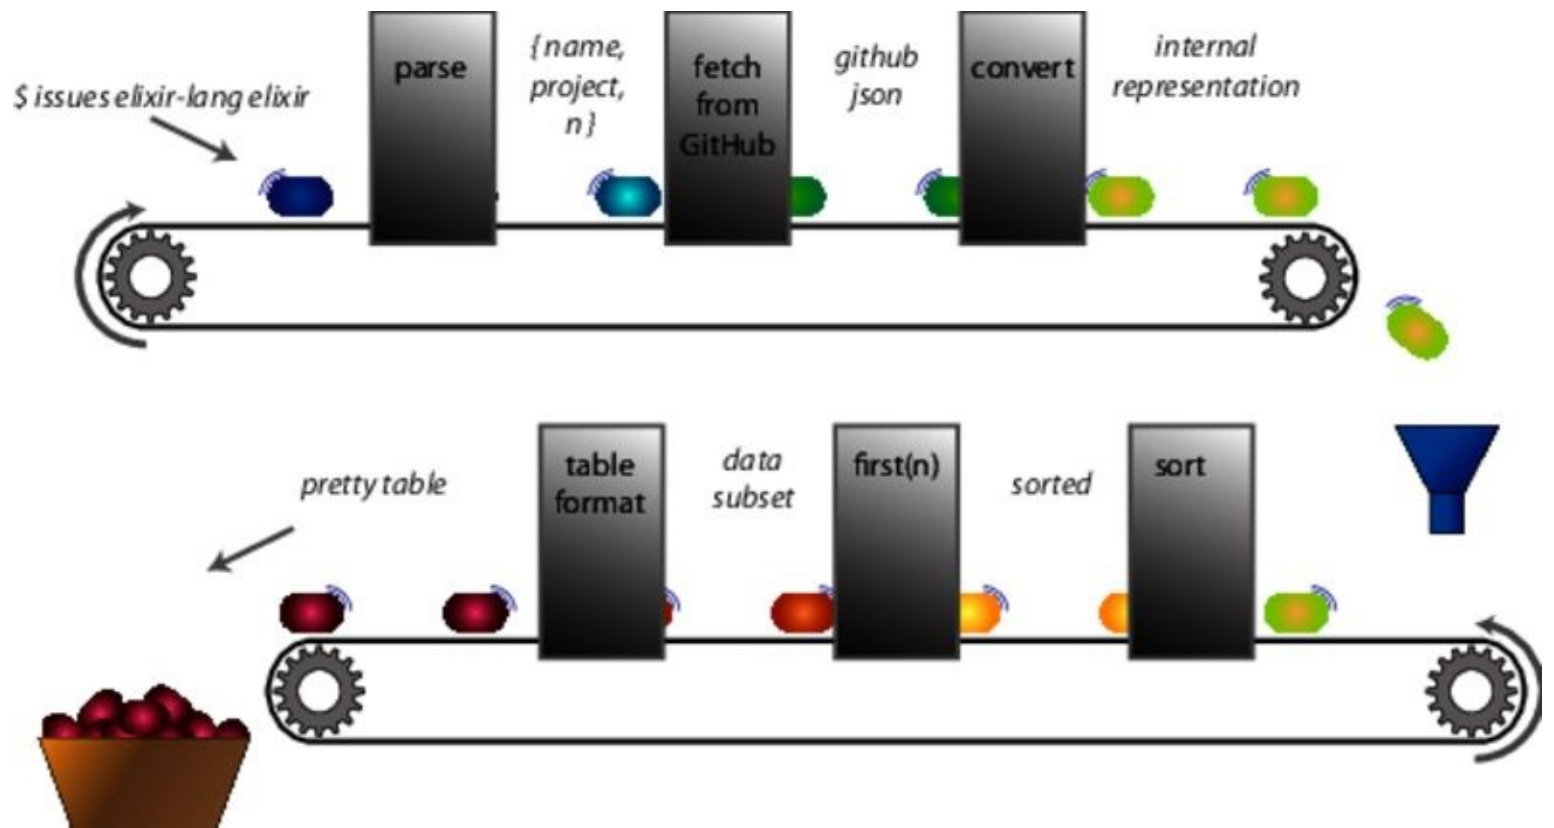 $ issues elixir-lang elixir
parse
{name,
project,
n}
fetch
from
GitHub
github
json
convert
internal
representation
pretty table
table
format
data
subset
first(n)
sorted
sort